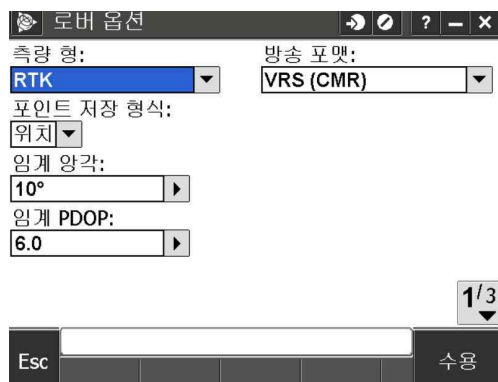 로버 옵션
? – ×
측량 형:
방송 포맷:
RTK
VRS (CMR)
포인트 저장 형식:
위치
임계 앙각:
10°
임계 PDOP:
6.0
1/3
Esc
수용